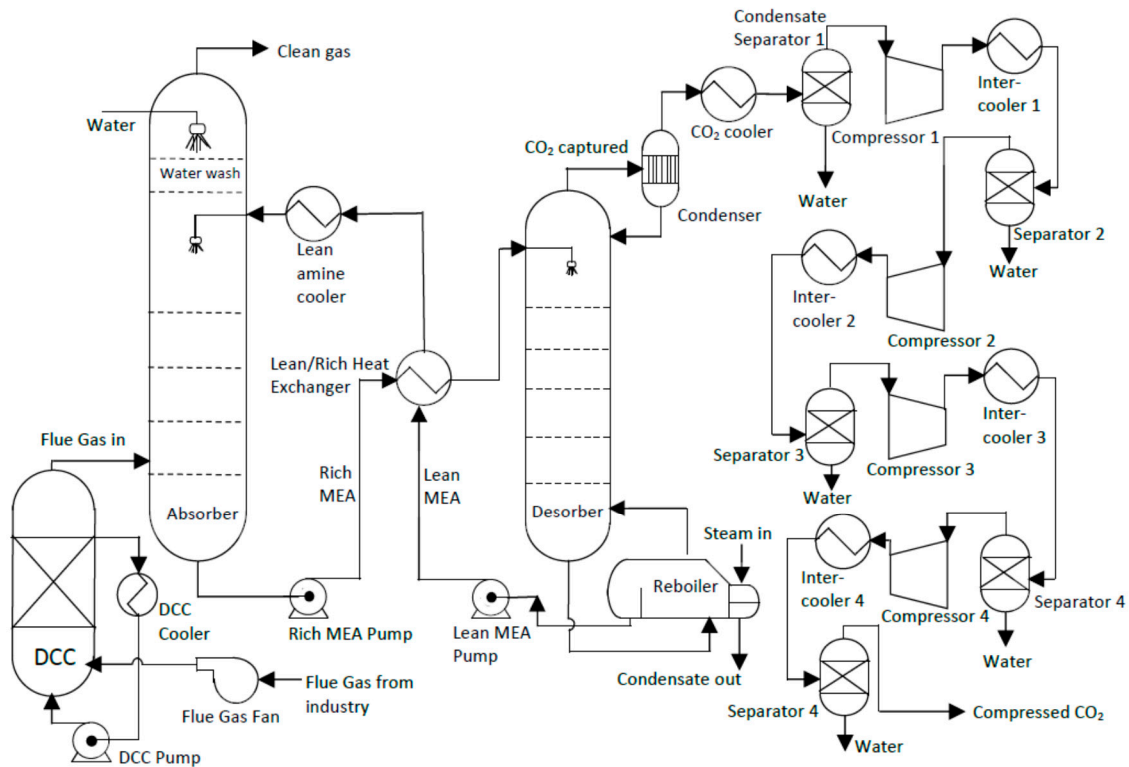 Condensate
Separator 1
Clean gas
Inter-
cooler 1
Water
CO₂ cooler
Compressor 1
CO₂ captured
Water wash
Water
Condenser
Separator 2
Water
Lean
amine
cooler
Inter-
cooler 2
Compressor 2
Lean/Rich Heat
Exchanger
Inter-
cooler 3
Flue Gas in
Separator 3
Compressor 3
Rich
MEA
Lean
MEA
Water
Absorber
Desorber
Steam in
Reboiler
Inter-
cooler 4
DCC
Cooler
Compressor 4
Separator 4
Rich MEA Pump
Lean MEA
Pump
DCC
Water
Condensate out
Flue Gas from
industry
Flue Gas Fan
Separator 4
Compressed CO₂
Water
DCC Pump